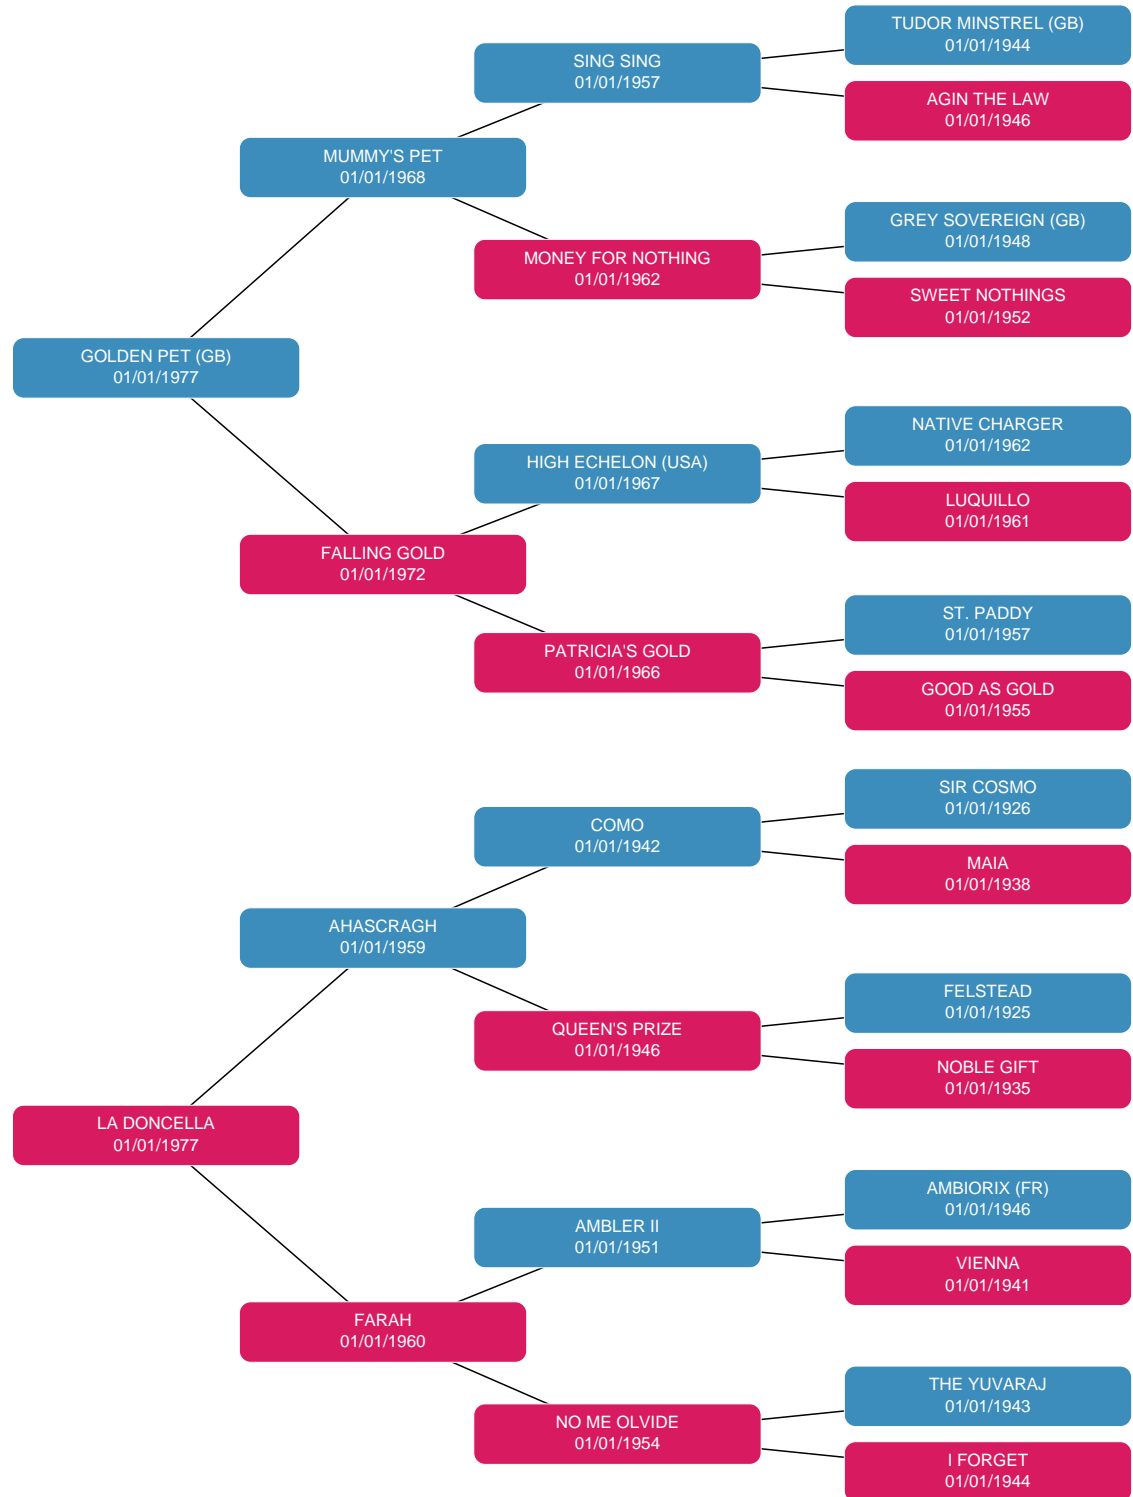 TUDOR MINSTREL (GB)
01/01/1944
SING SING
01/01/1957
AGIN THE LAW
01/01/1946
MUMMY'S PET
01/01/1968
GREY SOVEREIGN (GB)
01/01/1948
MONEY FOR NOTHING
01/01/1962
SWEET NOTHINGS
01/01/1952
GOLDEN PET (GB)
01/01/1977
NATIVE CHARGER
01/01/1962
HIGH ECHELON (USA)
01/01/1967
LUQUILLO
01/01/1961
FALLING GOLD
01/01/1972
ST. PADDY
01/01/1957
PATRICIA'S GOLD
01/01/1966
GOOD AS GOLD
01/01/1955
SIR COSMO
01/01/1926
COMO
01/01/1942
MAIA
01/01/1938
AHASCRAGH
01/01/1959
FELSTEAD
01/01/1925
QUEEN'S PRIZE
01/01/1946
NOBLE GIFT
01/01/1935
LA DONCELLA
01/01/1977
AMBIORIX (FR)
01/01/1946
AMBLER II
01/01/1951
VIENNA
01/01/1941
FARAH
01/01/1960
THE YUVARAJ
01/01/1943
NO ME OLVIDE
01/01/1954
I FORGET
01/01/1944